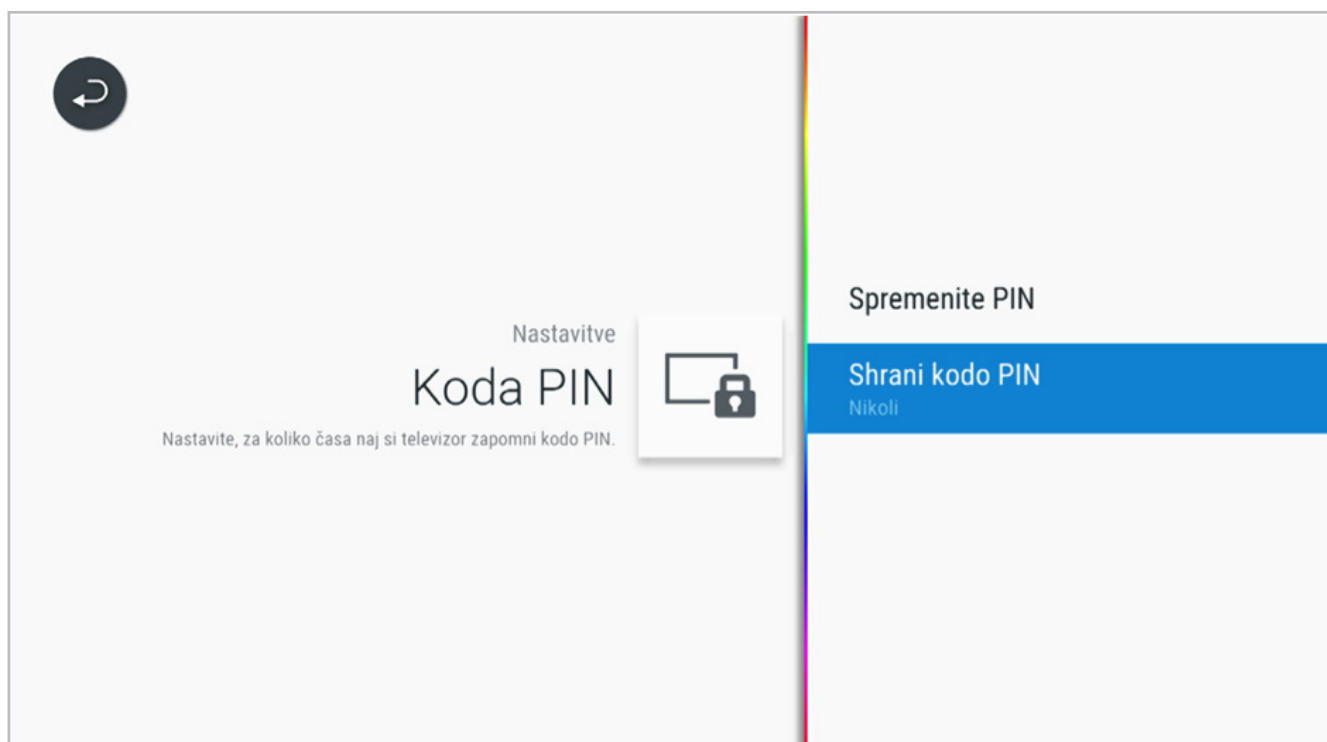 Nastavitve
Koda PIN
Nastavite, za koliko časa naj si televizor zapomni kodo PIN.
Spremenite PIN
Shrani kodo PIN
Nikoli